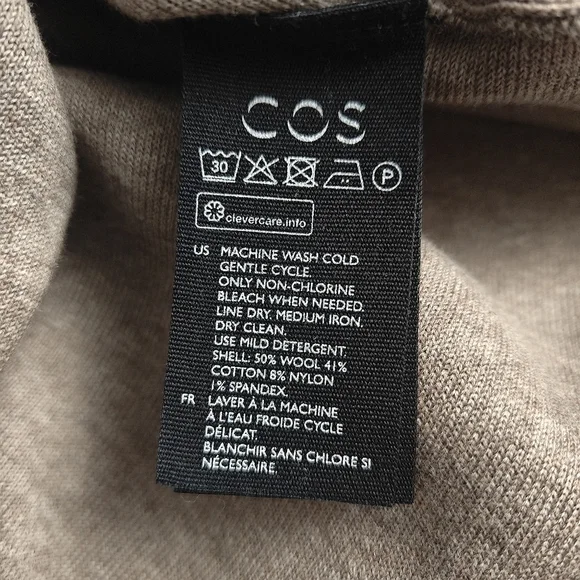 COS
30
P
clevercare.info
US MACHINE WASH COLD
GENTLE CYCLE.
ONLY NON-CHLORINE
BLEACH WHEN NEEDED.
LINE DRY. MEDIUM IRON.
DRY CLEAN.
USE MILD DETERGENT.
SHELL: 50% WOOL 41%
COTTON 8% NYLON
1% SPANDEX.
FR LAVER À LA MACHINE
À L'EAU FROIDE CYCLE
DÉLICAT.
BLANCHIR SANS CHLORE SI
NÉCESSAIRE.